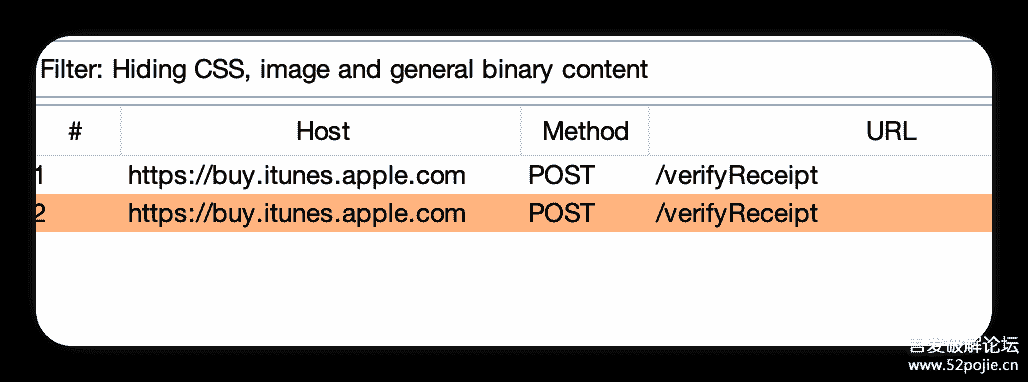 Filter: Hiding CSS, image and general binary content
# Host Method URL
1 https://buy.itunes.apple.com POST /verifyReceipt
2 https://buy.itunes.apple.com POST /verifyReceipt
吾爱破解论坛
www.52pojie.cn